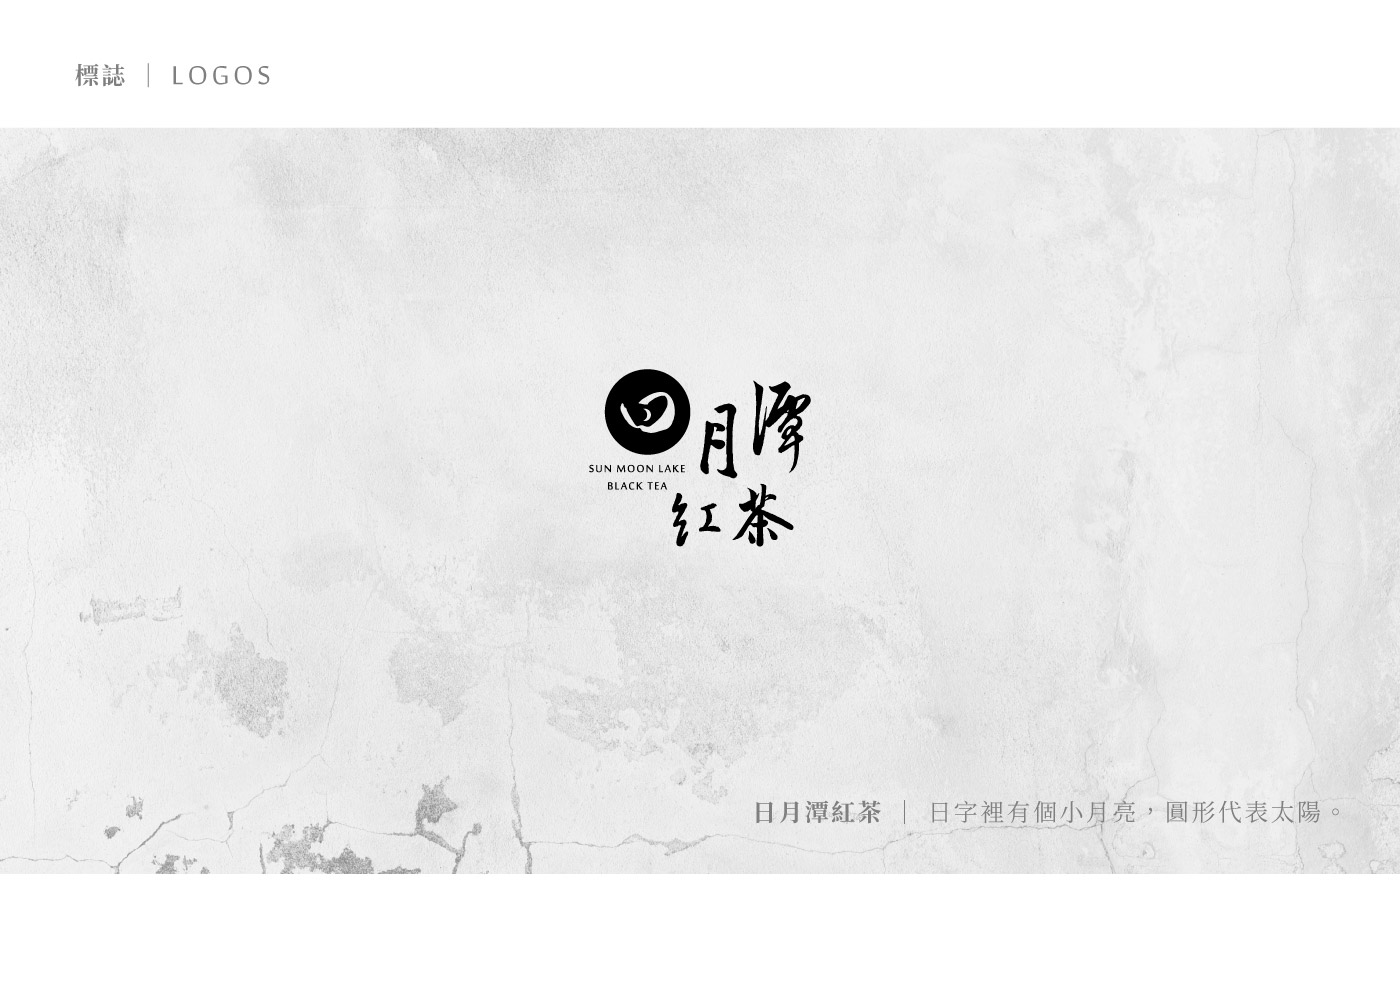 標誌｜LOGOS
日月潭
SUN MOON LAKE
BLACK TEA
紅茶
日月潭紅茶｜日字裡有個小月亮，圓形代表太陽。